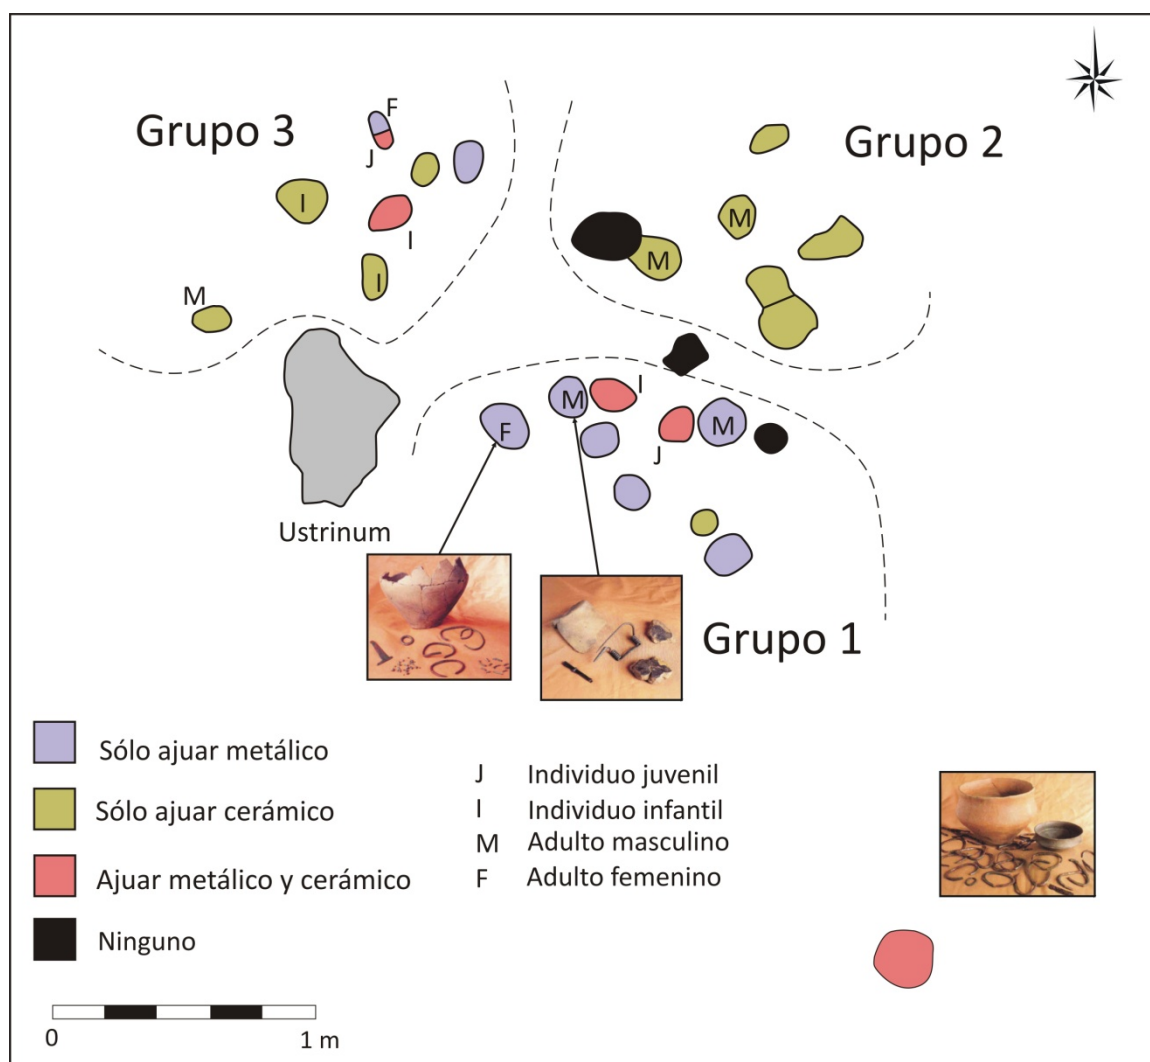 F
Grupo 3
J
I
I
I
M
Grupo 2
M
M
Ustrinum
F
M
I
J
M
Grupo 1
Sólo ajuar metálico
Sólo ajuar cerámico
Ajuar metálico y cerámico
Ninguno
J Individuo juvenil
I Individuo infantil
M Adulto masculino
F Adulto femenino
0 1 m